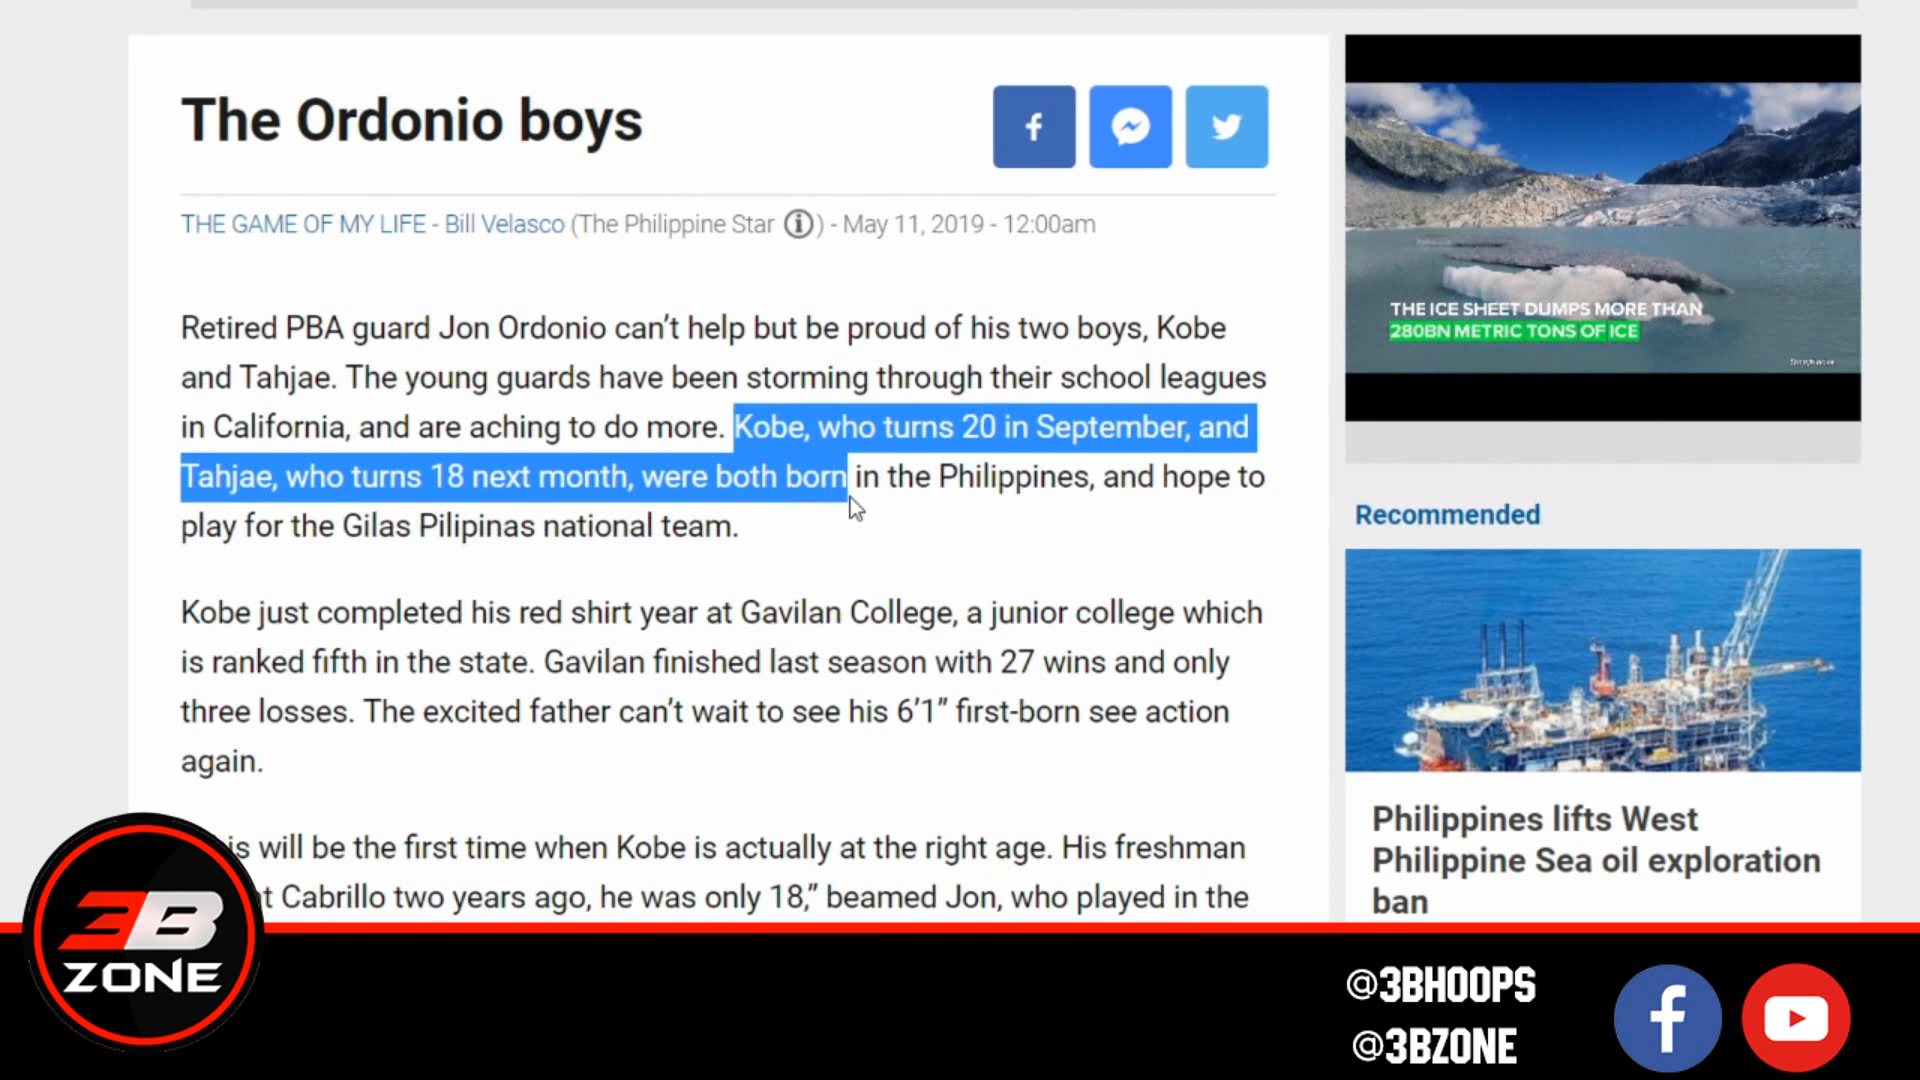 The Ordonio boys
THE GAME OF MY LIFE - Bill Velasco (The Philippine Star ) - May 11, 2019 - 12:00am
Retired PBA guard Jon Ordonio can’t help but be proud of his two boys, Kobe
and Tahjae. The young guards have been storming through their school leagues
in California, and are aching to do more. Kobe, who turns 20 in September, and
Tahjae, who turns 18 next month, were both born in the Philippines, and hope to
play for the Gilas Pilipinas national team.
Kobe just completed his red shirt year at Gavilan College, a junior college which
is ranked fifth in the state. Gavilan finished last season with 27 wins and only
three losses. The excited father can’t wait to see his 6’1” first-born see action
again.
is will be the first time when Kobe is actually at the right age. His freshman
t Cabrillo two years ago, he was only 18,” beamed Jon, who played in the
THE ICE SHEET DUMPS MORE THAN
280BN METRIC TONS OF ICE
Recommended
Philippines lifts West
Philippine Sea oil exploration
ban
3B
ZONE
@3BHOOPS
@3BZONE